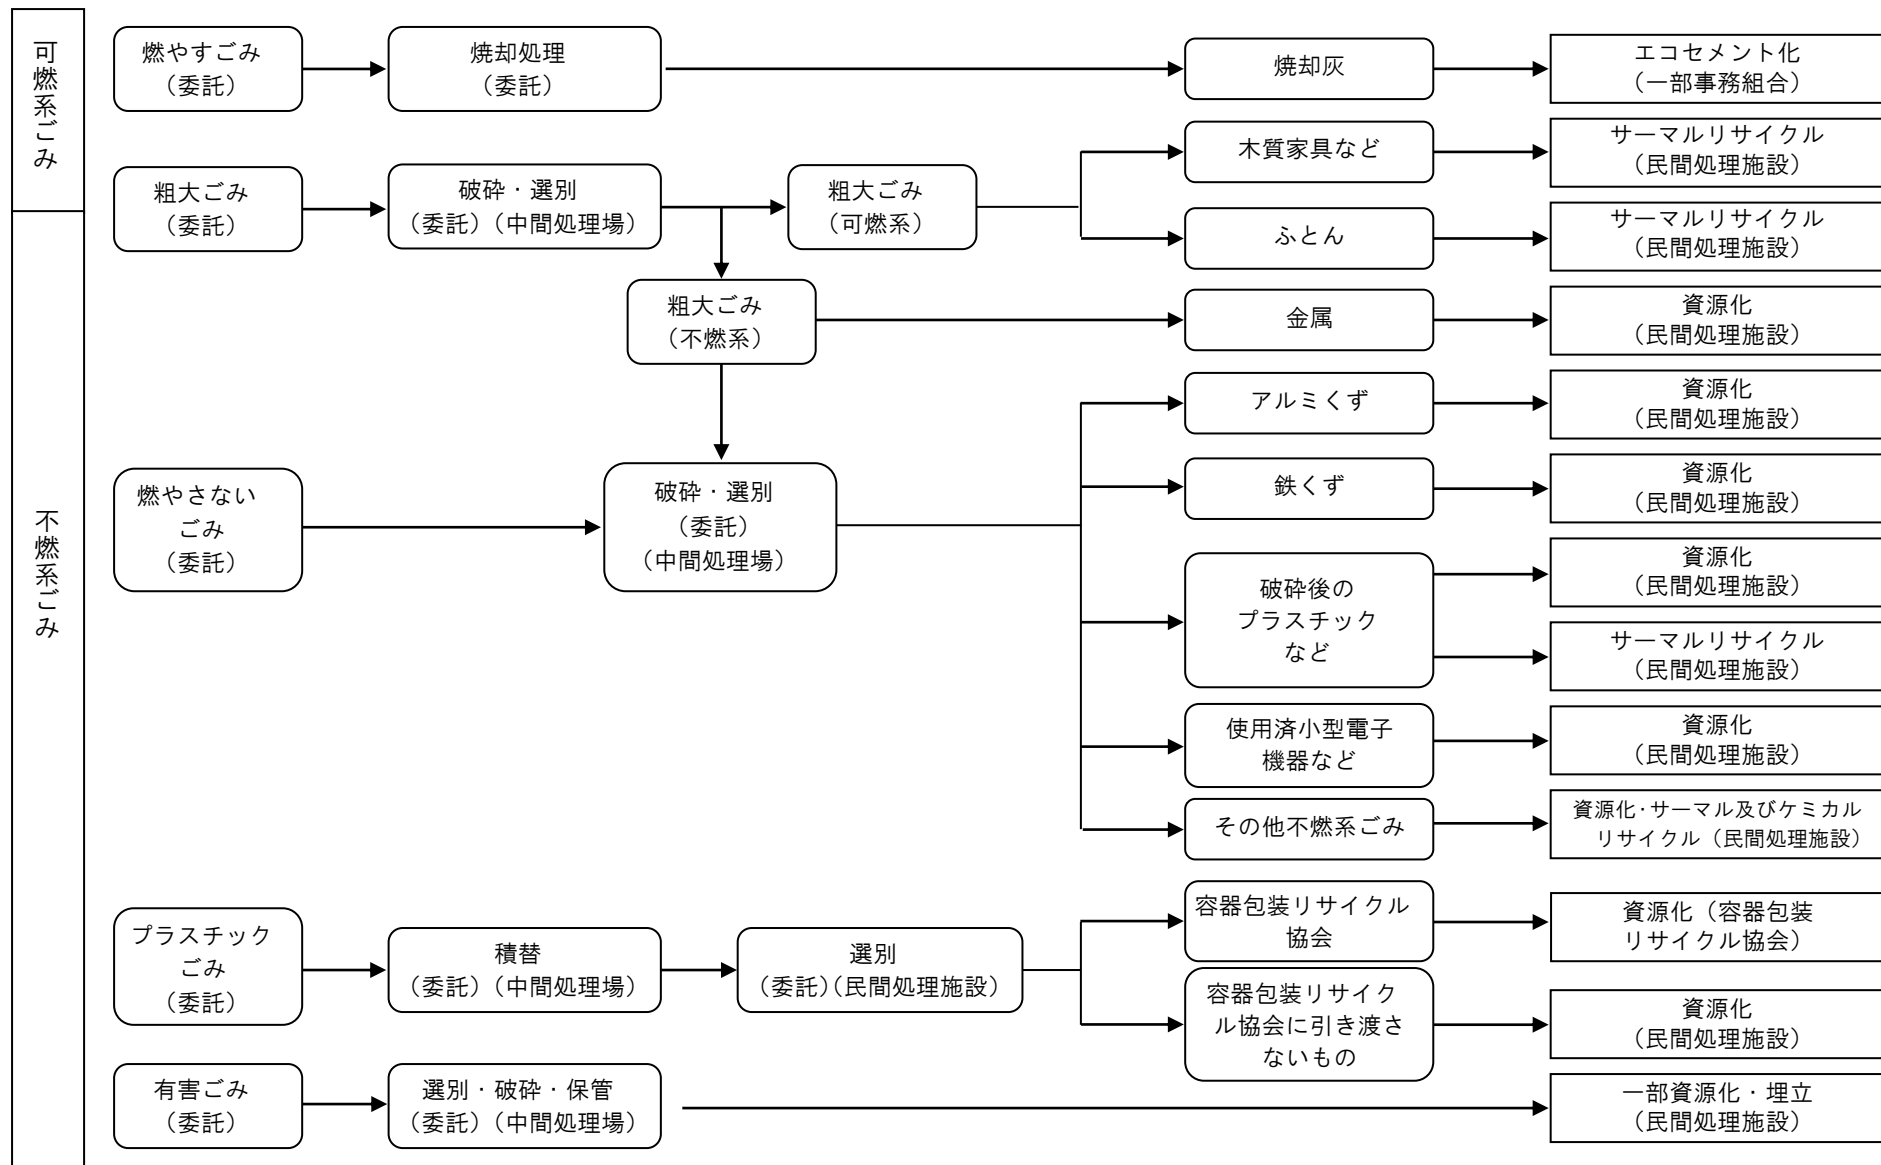 可燃系ごみ
燃やすごみ
（委託）
焼却処理
（委託）
焼却灰
エコセメント化
（一部事務組合）
粗大ごみ
（委託）
破砕・選別
（委託）（中間処理場）
粗大ごみ
（可燃系）
木質家具など
サーマルリサイクル
（民間処理施設）
ふとん
サーマルリサイクル
（民間処理施設）
不燃系ごみ
粗大ごみ
（不燃系）
金属
資源化
（民間処理施設）
燃やさない
ごみ
（委託）
破砕・選別
（委託）
（中間処理場）
アルミくず
資源化
（民間処理施設）
鉄くず
資源化
（民間処理施設）
破砕後の
プラスチック
など
資源化
（民間処理施設）
サーマルリサイクル
（民間処理施設）
使用済小型電子
機器など
資源化
（民間処理施設）
その他不燃系ごみ
資源化・サーマル及びケミカル
リサイクル（民間処理施設）
プラスチック
ごみ
（委託）
積替
（委託）（中間処理場）
選別
（委託）（民間処理施設）
容器包装リサイクル
協会
資源化（容器包装
リサイクル協会）
容器包装リサイク
ル協会に引き渡さ
ないもの
資源化
（民間処理施設）
有害ごみ
（委託）
選別・破砕・保管
（委託）（中間処理場）
一部資源化・埋立
（民間処理施設）